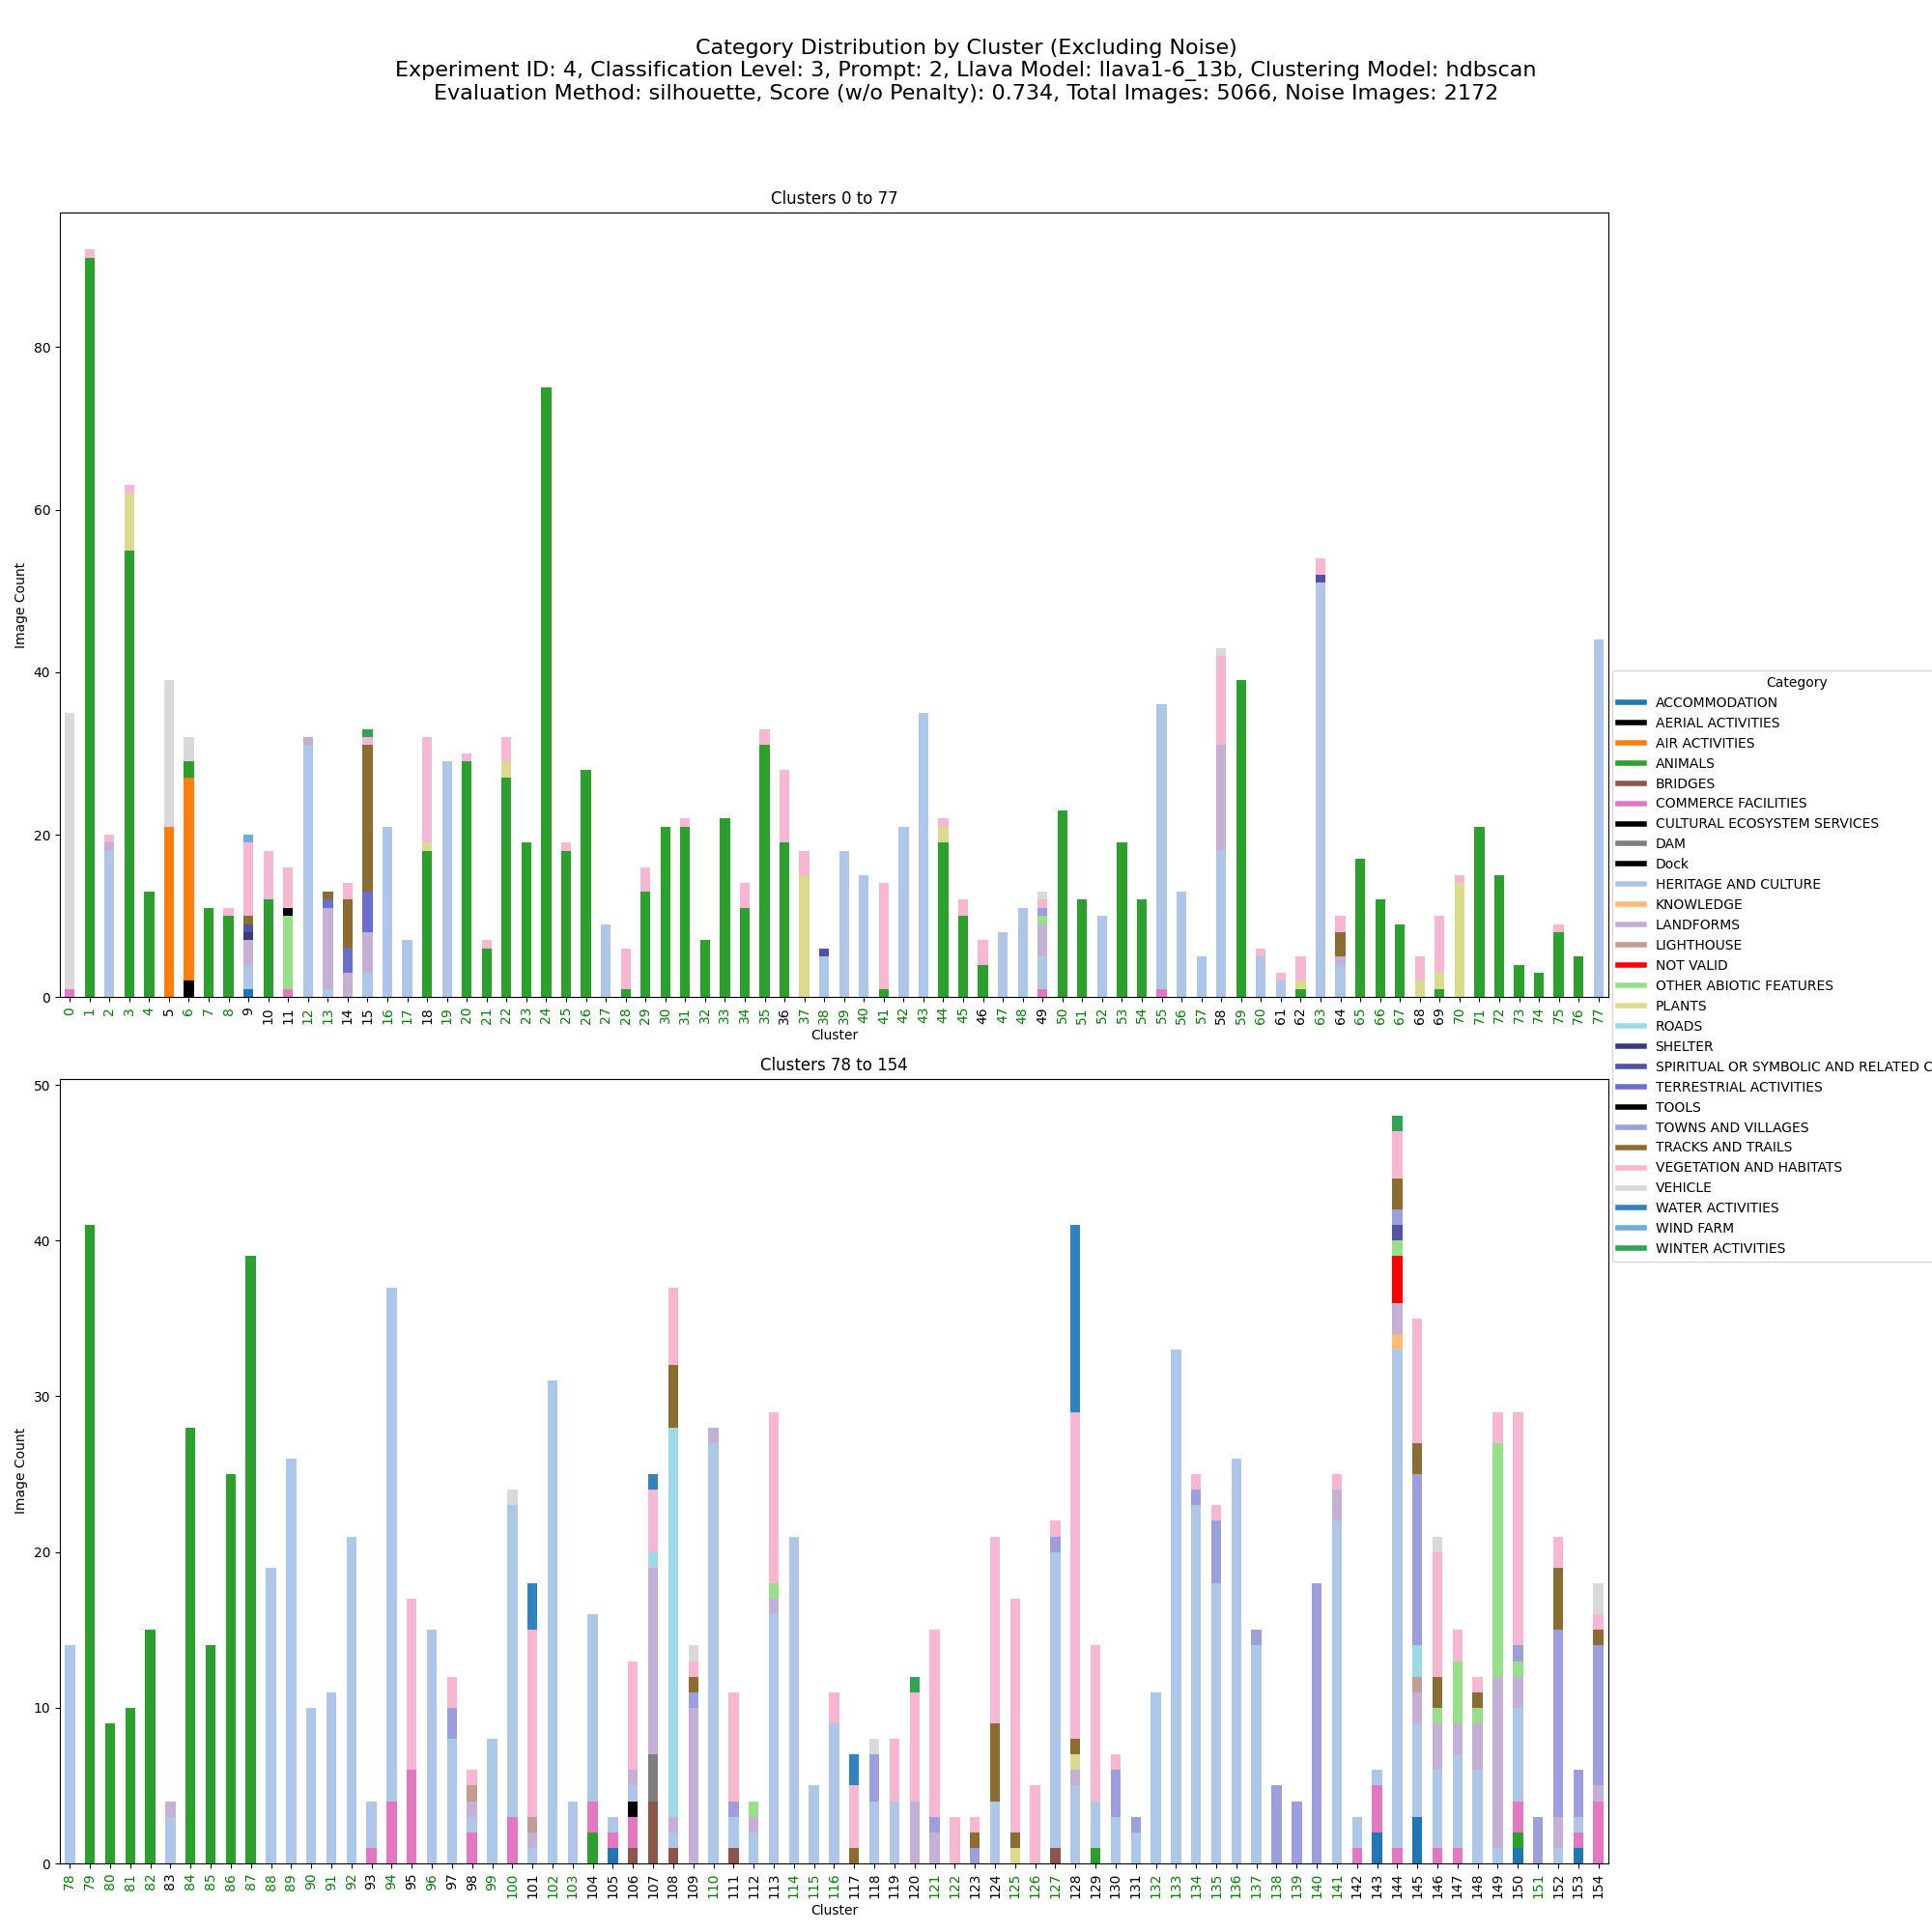 Category Distribution by Cluster (Excluding Noise)
Experiment ID: 4, Classification Level: 3, Prompt: 2, Llava Model: llava1-6_13b, Clustering Model: hdbscan
Evaluation Method: silhouette, Score (w/o Penalty): 0.734, Total Images: 5066, Noise Images: 2172
Clusters 0 to 77
Image Count
80
60
40
20
0
0 1 2 3 4 5 6 7 8 9 10 11 12 13 14 15 16 17 18 19 20 21 22 23 24 25 26 27 28 29 30 31 32 33 34 35 36 37 38 39 40 41 42 43 44 45 46 47 48 49 50 51 52 53 54 55 56 57 58 59 60 61 62 63 64 65 66 67 68 69 70 71 72 73 74 75 76 77
Cluster
Category
ACCOMMODATION
AERIAL ACTIVITIES
AIR ACTIVITIES
ANIMALS
BRIDGES
COMMERCE FACILITIES
CULTURAL ECOSYSTEM SERVICES
DAM
Dock
HERITAGE AND CULTURE
KNOWLEDGE
LANDFORMS
LIGHTHOUSE
NOT VALID
OTHER ABIOTIC FEATURES
PLANTS
ROADS
SHELTER
SPIRITUAL OR SYMBOLIC AND RELATED C
TERRESTRIAL ACTIVITIES
TOOLS
TOWNS AND VILLAGES
TRACKS AND TRAILS
VEGETATION AND HABITATS
VEHICLE
WATER ACTIVITIES
WIND FARM
WINTER ACTIVITIES
Clusters 78 to 154
Image Count
50
40
30
20
10
0
78 79 80 81 82 83 84 85 86 87 88 89 90 91 92 93 94 95 96 97 98 99 100 101 102 103 104 105 106 107 108 109 110 111 112 113 114 115 116 117 118 119 120 121 122 123 124 125 126 127 128 129 130 131 132 133 134 135 136 137 138 139 140 141 142 143 144 145 146 147 148 149 150 151 152 153 154
Cluster